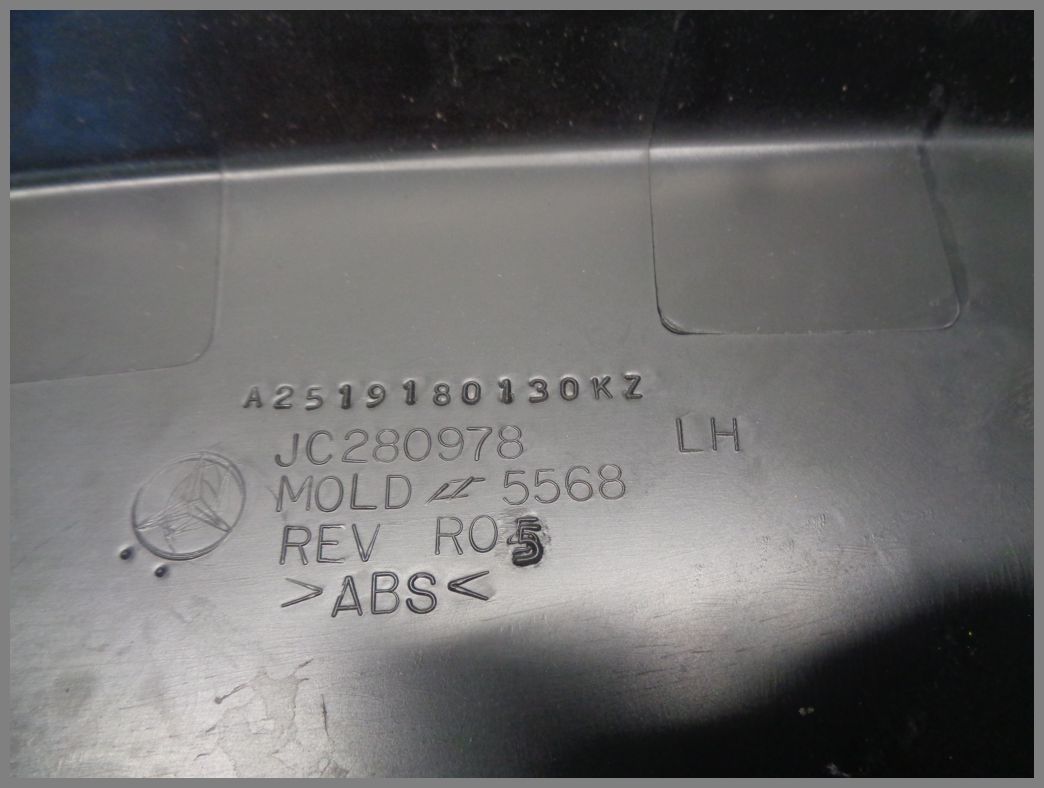 A2519180130KZ
JC280978 LH
MOLD # 5568
REV R05
>ABS<